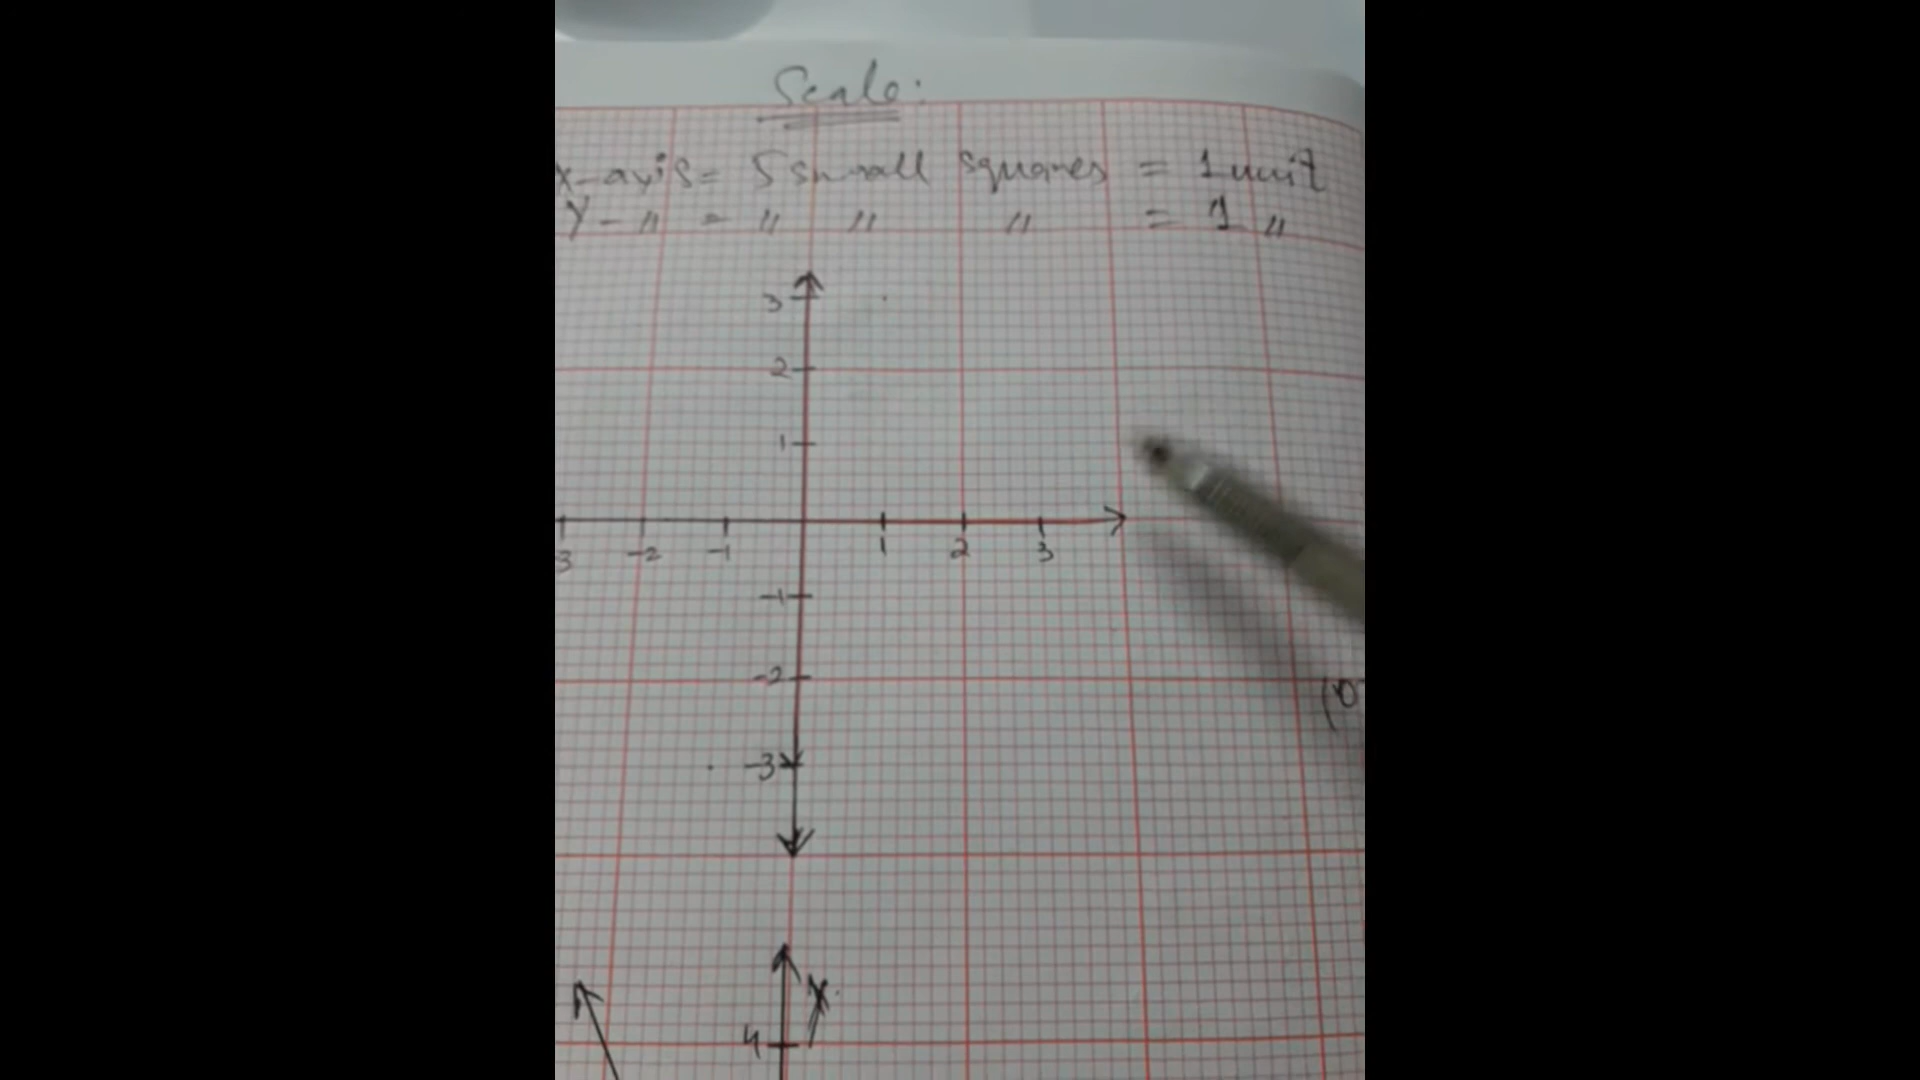 Scale:
X-axis = 5 small squares = 1 unit
Y- " = " " " = 1 "
3
2
1
3 -2 -1 1 2 3
-1
-2
(0
-3
4